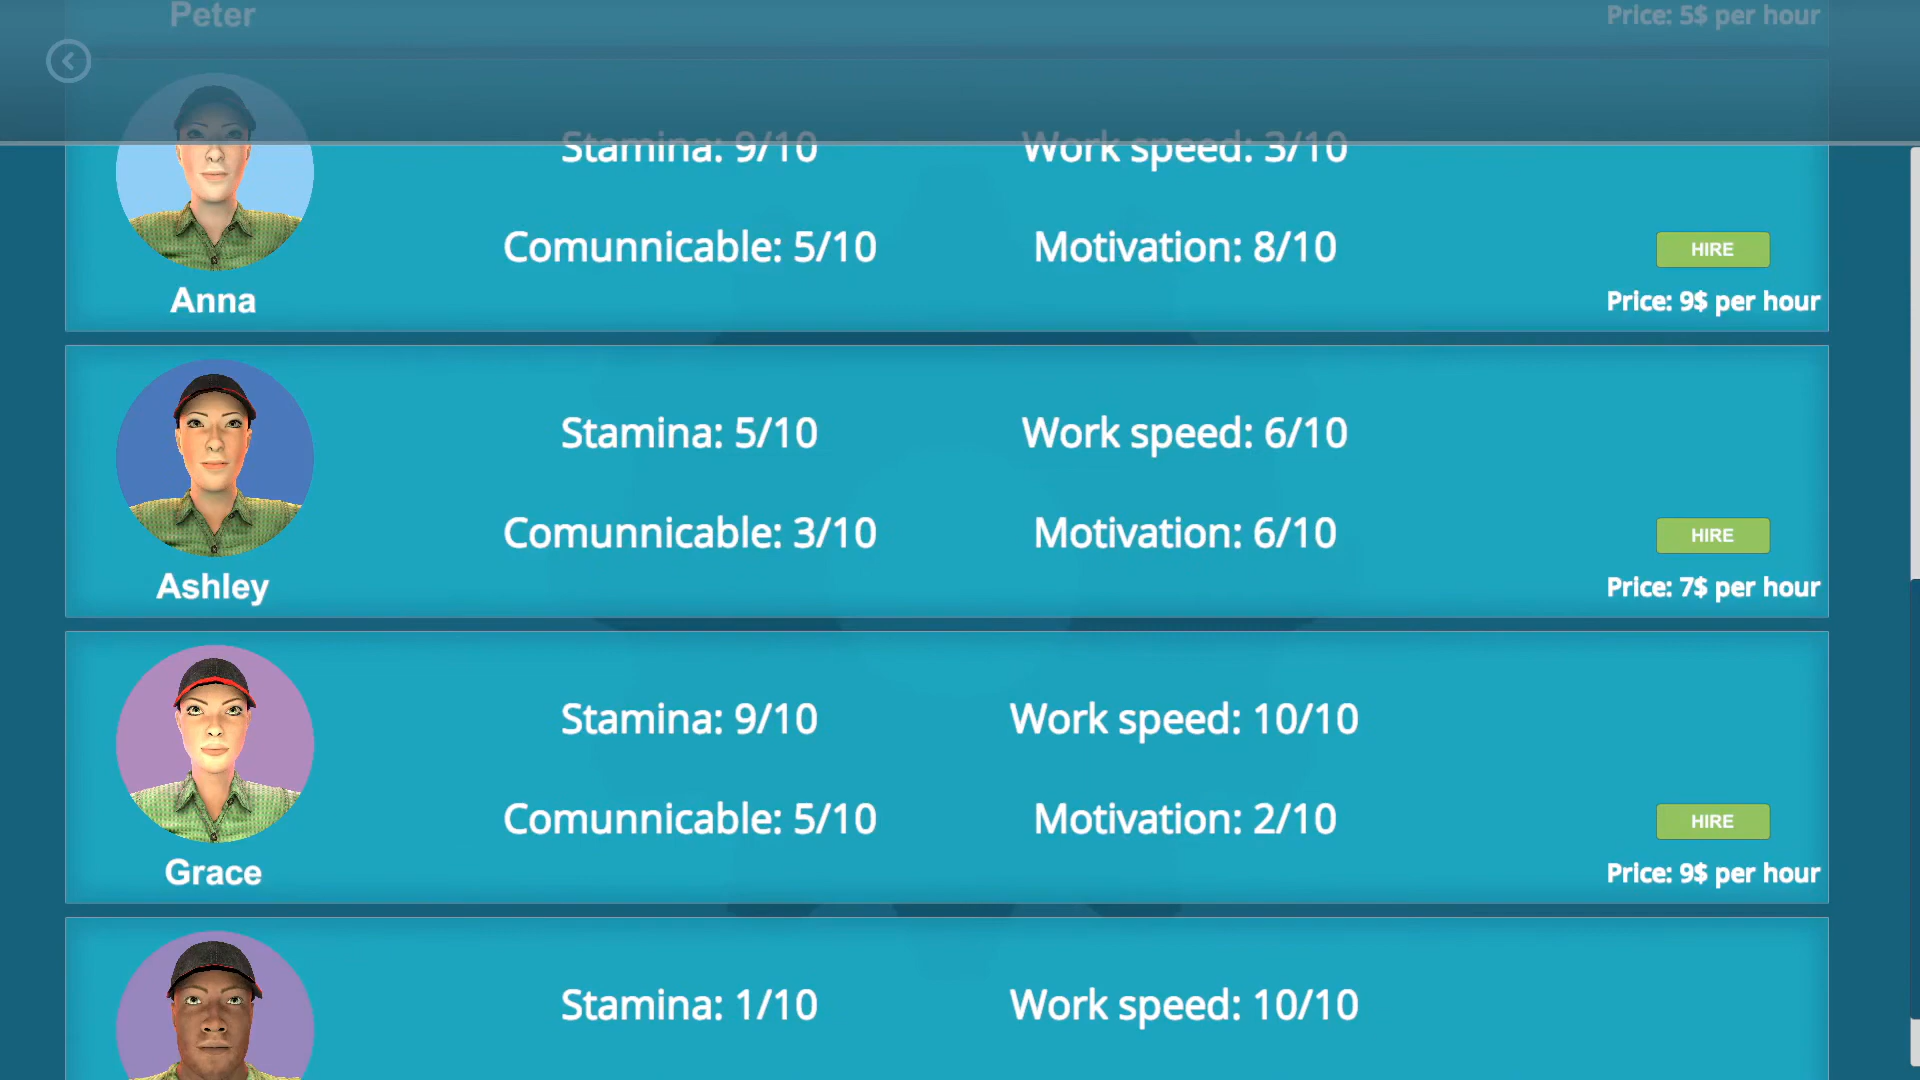 Peter
Price: 5$ per hour
Stamina: 9/10
Work speed: 3/10
Comunnicable: 5/10
Motivation: 8/10
HIRE
Anna
Price: 9$ per hour
Stamina: 5/10
Work speed: 6/10
Comunnicable: 3/10
Motivation: 6/10
HIRE
Ashley
Price: 7$ per hour
Stamina: 9/10
Work speed: 10/10
Comunnicable: 5/10
Motivation: 2/10
HIRE
Grace
Price: 9$ per hour
Stamina: 1/10
Work speed: 10/10